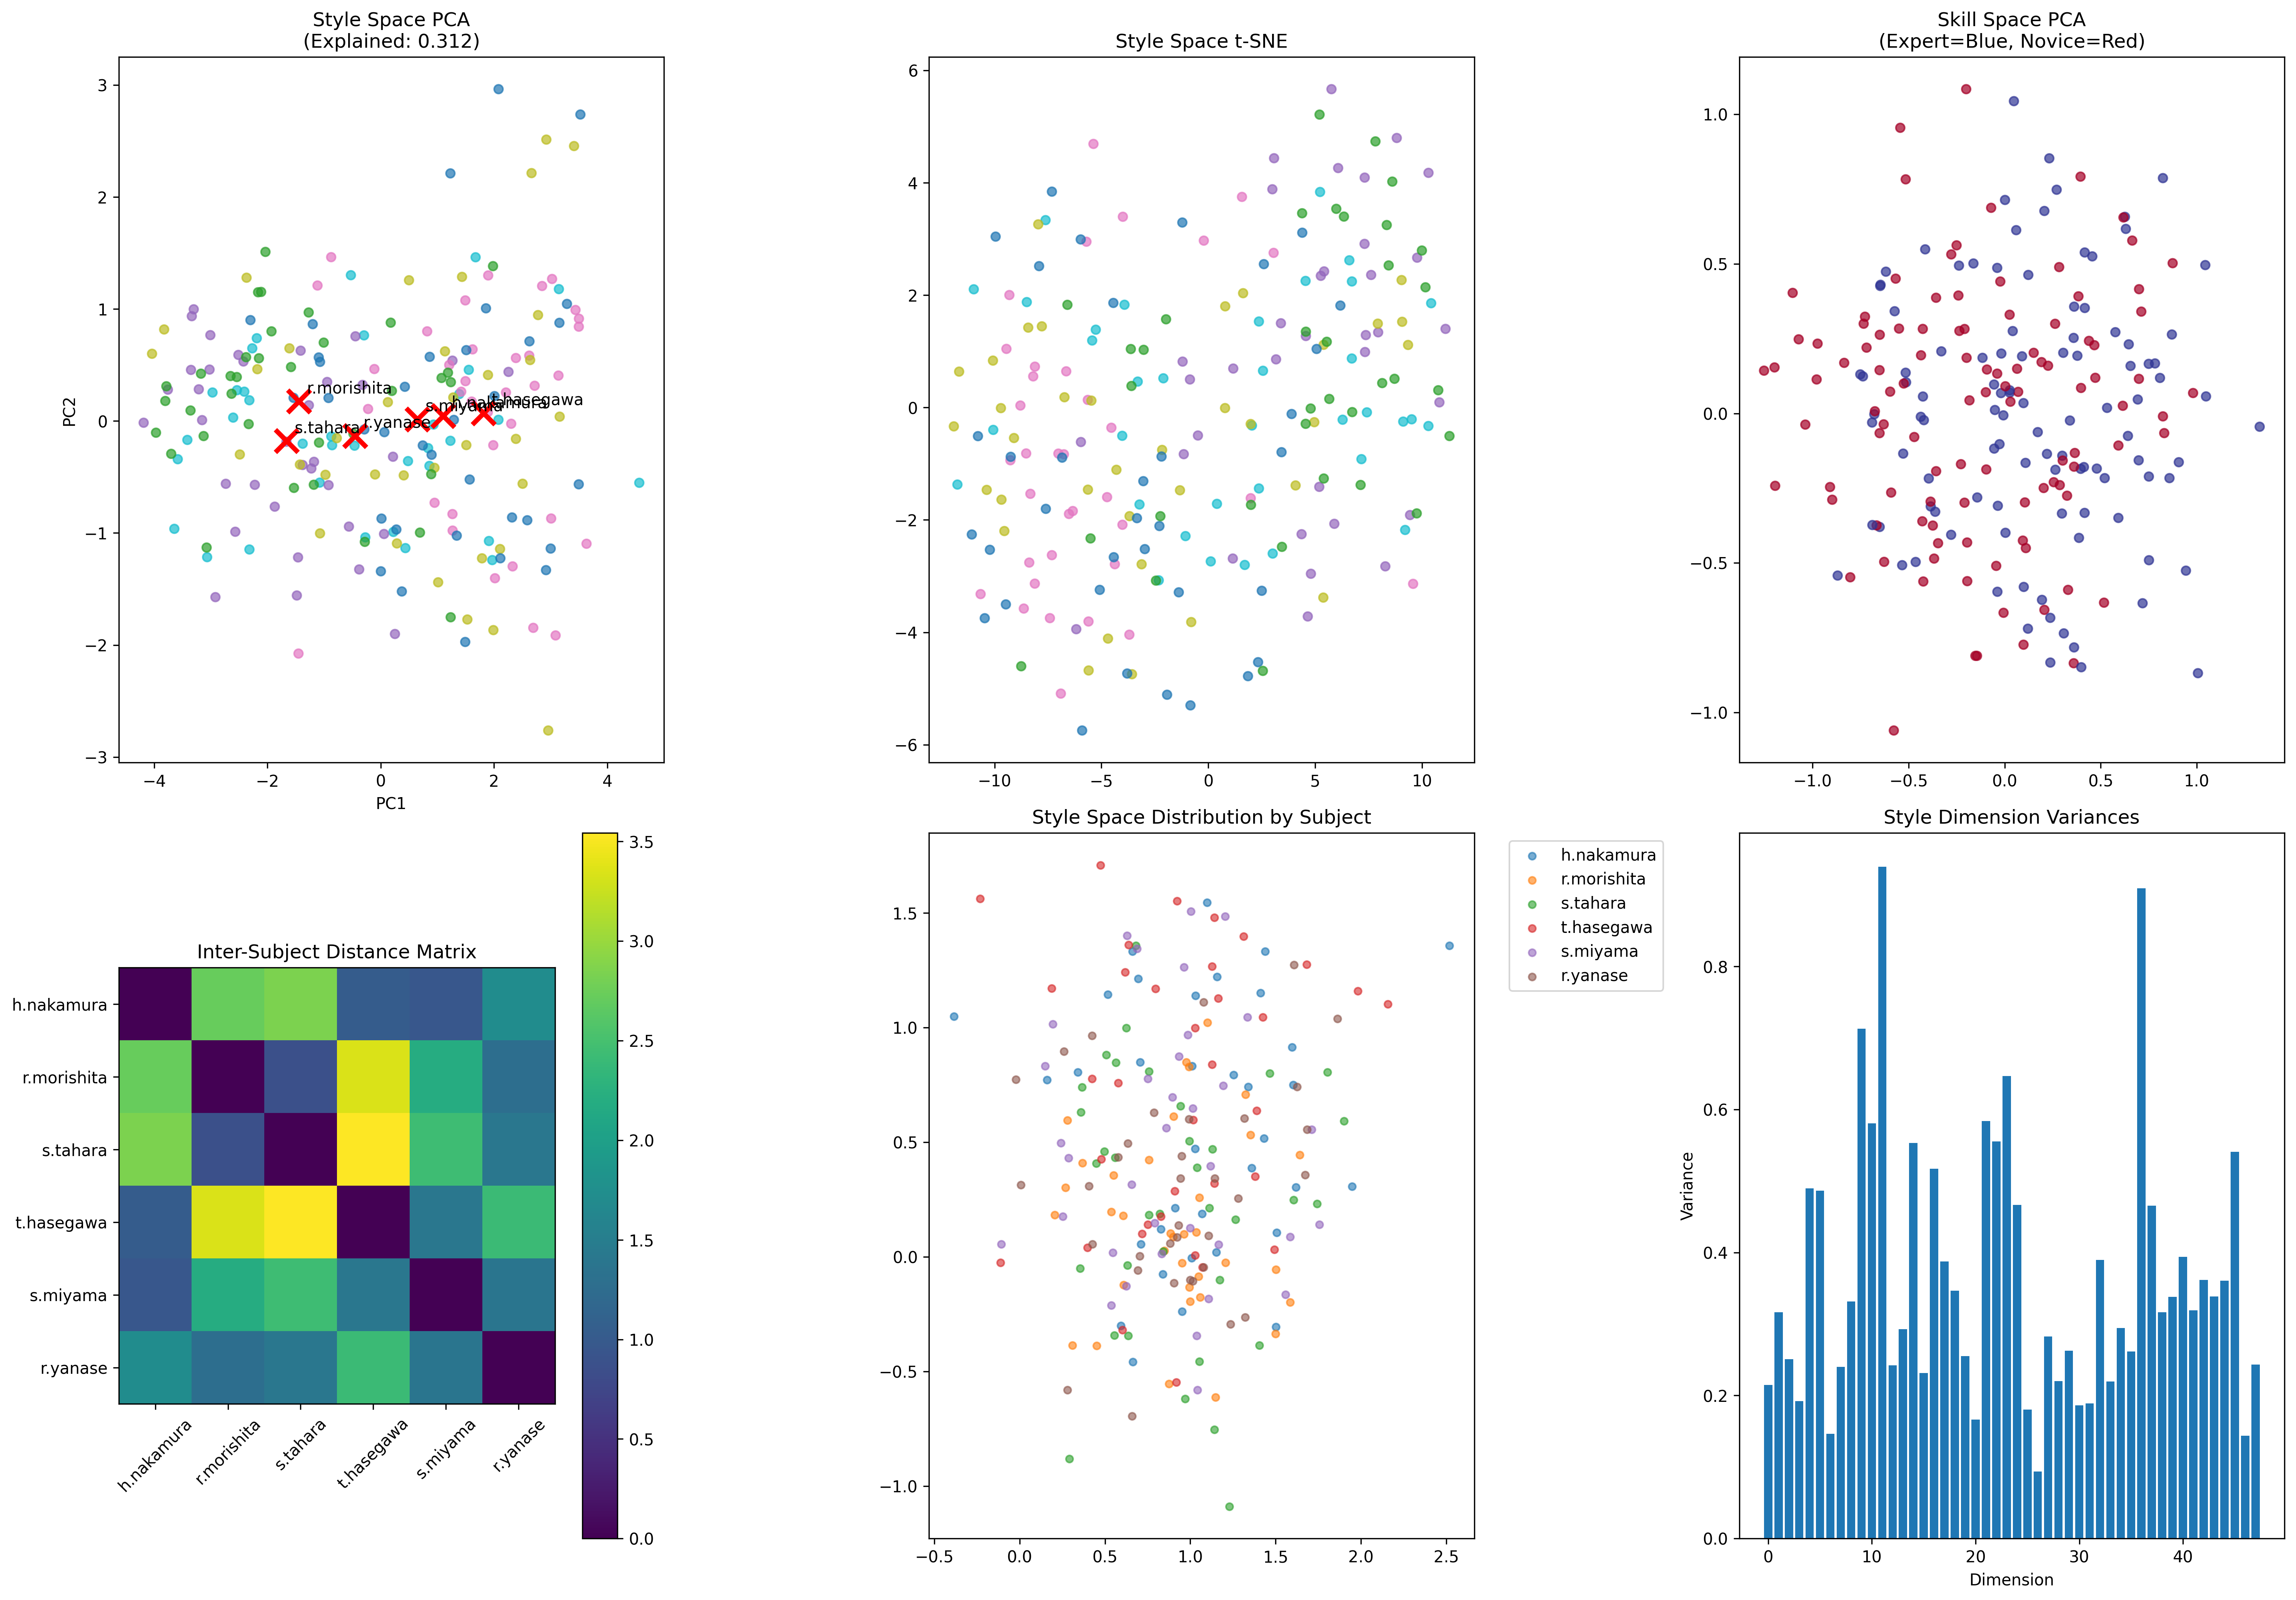 Style Space PCA
(Explained: 0.312)
3
2
1
0
−1
−2
−3
PC2
r.morishita
s.tahara
r.yanase
s.miyama
h.nakamura
t.hasegawa
−4
−2
0
2
4
PC1
Style Space t-SNE
6
4
2
0
−2
−4
−6
−10
−5
0
5
10
Skill Space PCA
(Expert=Blue, Novice=Red)
1.0
0.5
0.0
−0.5
−1.0
−1.0
−0.5
0.0
0.5
1.0
Inter-Subject Distance Matrix
h.nakamura
r.morishita
s.tahara
t.hasegawa
s.miyama
r.yanase
h.nakamura
r.morishita
s.tahara
t.hasegawa
s.miyama
r.yanase
3.5
3.0
2.5
2.0
1.5
1.0
0.5
0.0
Style Space Distribution by Subject
1.5
1.0
0.5
0.0
−0.5
−1.0
−0.5
0.0
0.5
1.0
1.5
2.0
2.5
h.nakamura
r.morishita
s.tahara
t.hasegawa
s.miyama
r.yanase
Style Dimension Variances
Variance
0.8
0.6
0.4
0.2
0.0
0
10
20
30
40
Dimension